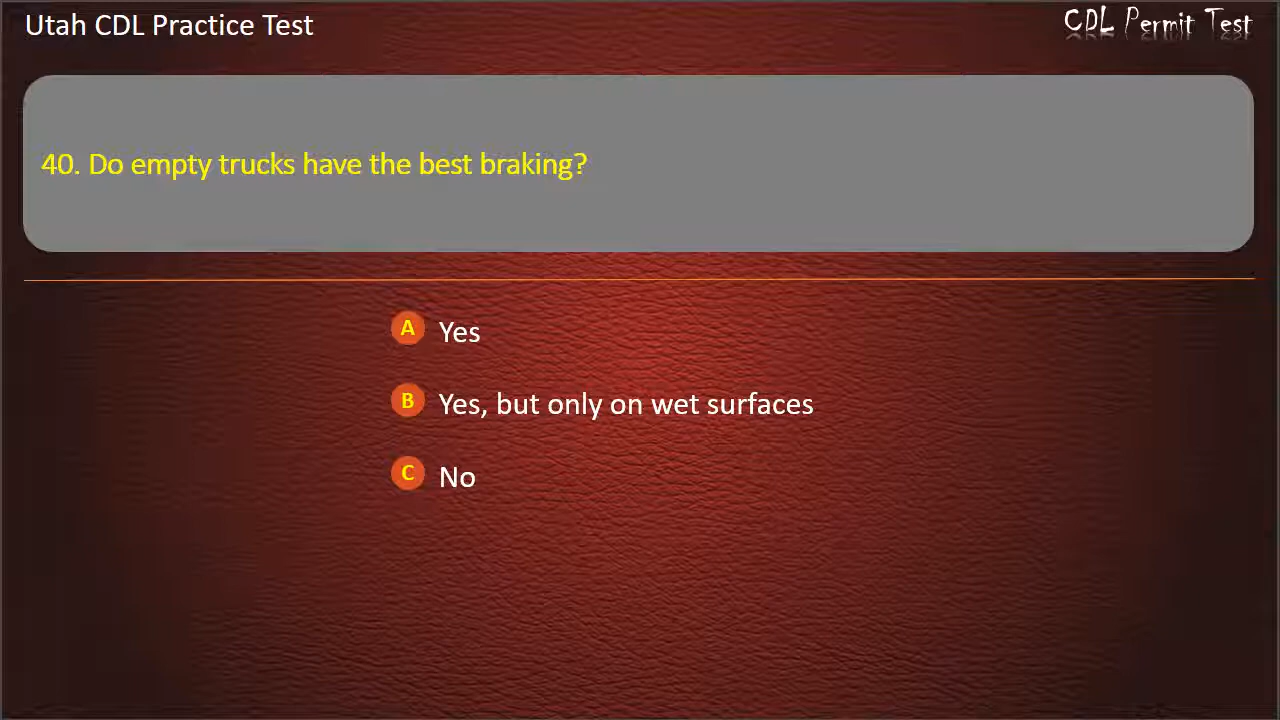 Utah CDL Practice Test
CDL Permit Test
40. Do empty trucks have the best braking?
A Yes
B Yes, but only on wet surfaces
C No